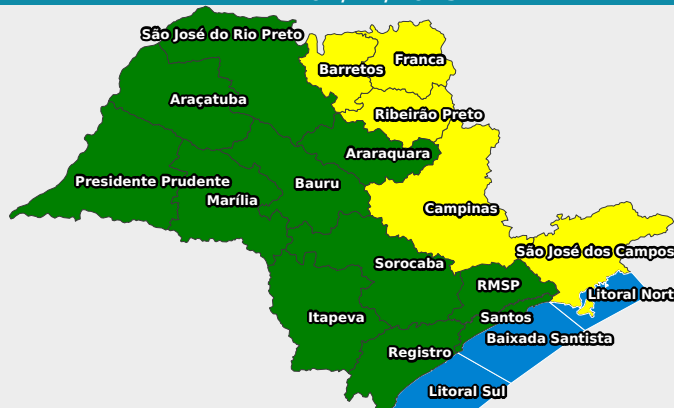 São José do Rio Preto
Franca
Barretos
Araçatuba
Ribeirão Preto
Araraquara
Presidente Prudente
Bauru
Marília
Campinas
São José dos Campos
Sorocaba
RMSP
Litoral Nort
Itapeva
Santos
Baixada Santista
Registro
Litoral Sul